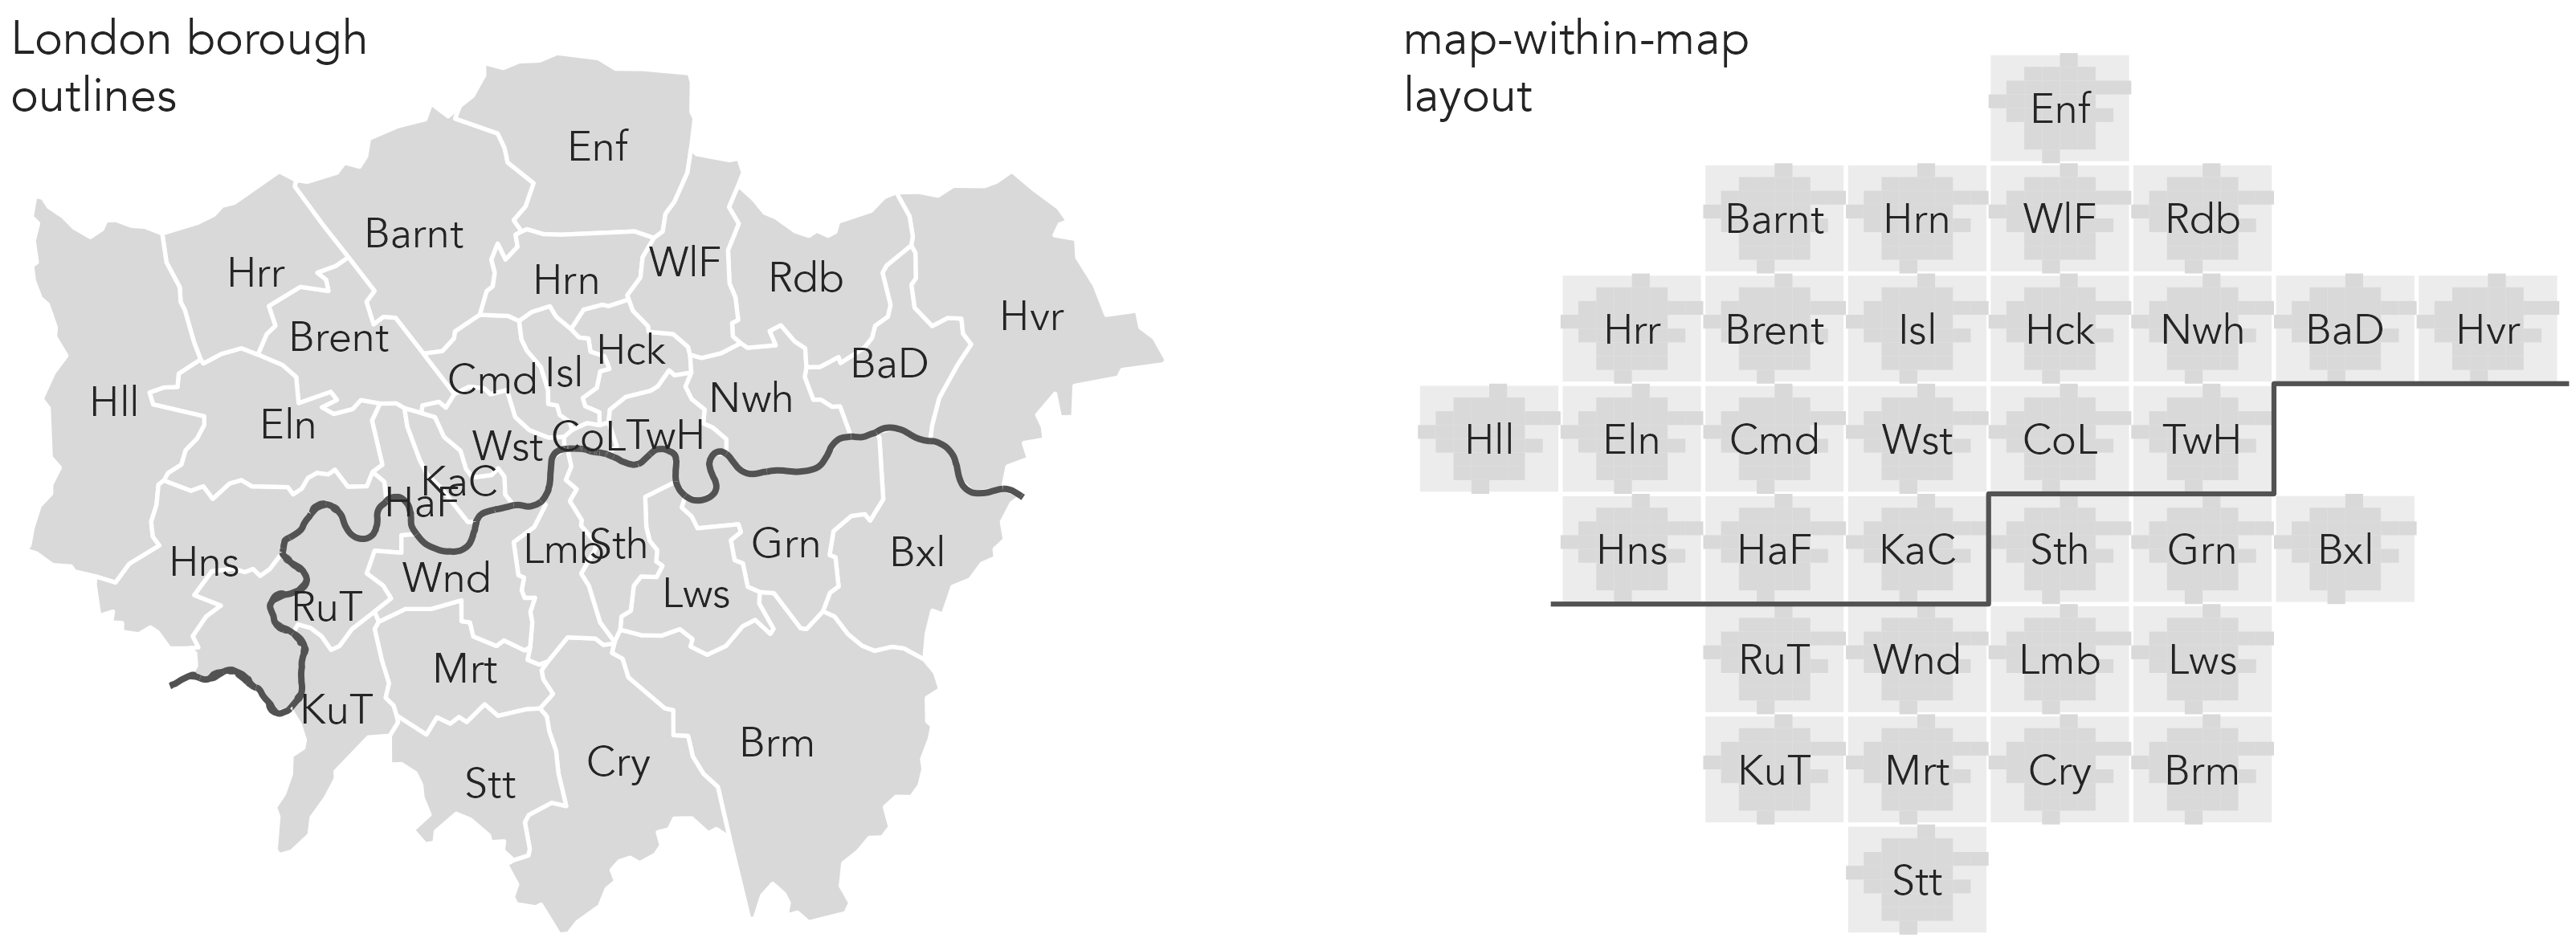 London borough
outlines
Enf
Barnt
Hrr
Hrn
WlF
Rdb
Hvr
Brent
Hck
BaD
Cmd
Isl
Nwh
Hll
Eln
Wst
CoL
TwH
KaC
HaF
Hns
Lmb
Sth
Grn
Bxl
Wnd
RuT
Lws
Mrt
KuT
Brm
Cry
Stt
map-within-map
layout
Enf
Barnt Hrn WlF Rdb
Hrr Brent Isl Hck Nwh BaD Hvr
Hll Eln Cmd Wst CoL TwH
Hns HaF KaC Sth Grn Bxl
RuT Wnd Lmb Lws
KuT Mrt Cry Brm
Stt